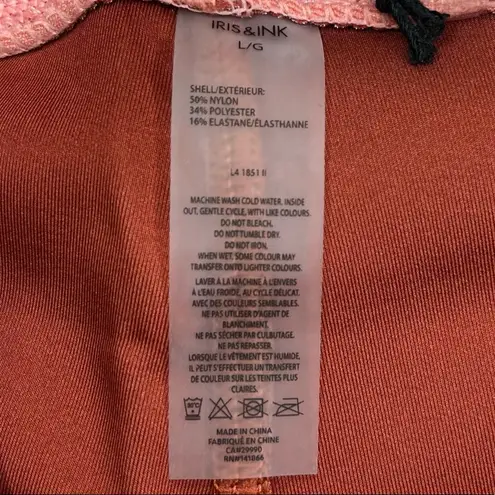 IRIS & INK
L/G
SHELL/EXTÉRIEUR:
50% NYLON
34% POLYESTER
16% ELASTANE/ÉLASTHANNE
L4 1851 II
MACHINE WASH COLD WATER, INSIDE
OUT, GENTLE CYCLE, WITH LIKE COLOURS.
DO NOT BLEACH.
DO NOT TUMBLE DRY.
DO NOT IRON.
WHEN WET, SOME COLOUR MAY
TRANSFER ONTO LIGHTER COLOURS.
LAVER À LA MACHINE À L'ENVERS
À L'EAU FROIDE, AU CYCLE DÉLICAT,
AVEC DES COULEURS SEMBLABLES.
NE PAS UTILISER D'AGENT DE
BLANCHIMENT.
NE PAS SÉCHER PAR CULBUTAGE.
NE PAS REPASSER.
LORSQUE LE VÊTEMENT EST HUMIDE,
IL PEUT S'EFFECTUER UN TRANSFERT
DE COULEUR SUR LES TEINTES PLUS
CLAIRES.
30°C
MADE IN CHINA
FABRIQUÉ EN CHINE
CA#29990
RN#141066